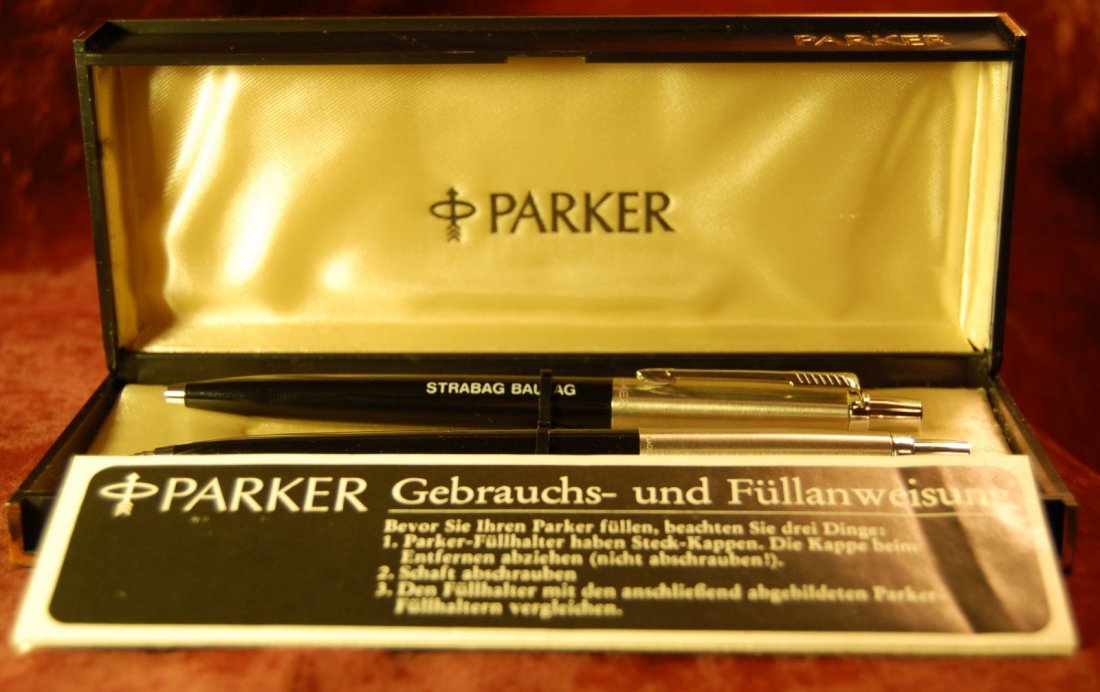 PARKER
PARKER
STRABAG BAU-AG
PARKER Gebrauchs- und Füllanweisung
Bevor Sie Ihren Parker füllen, beachten Sie drei Dinge:
1. Parker-Füllhalter haben Steck-Kappen. Die Kappe beim
Entfernen abziehen (nicht abschrauben!).
2. Schaft abschrauben
3. Den Füllhalter mit den anschließend abgebildeten Parker-
Füllhaltern vergleichen.